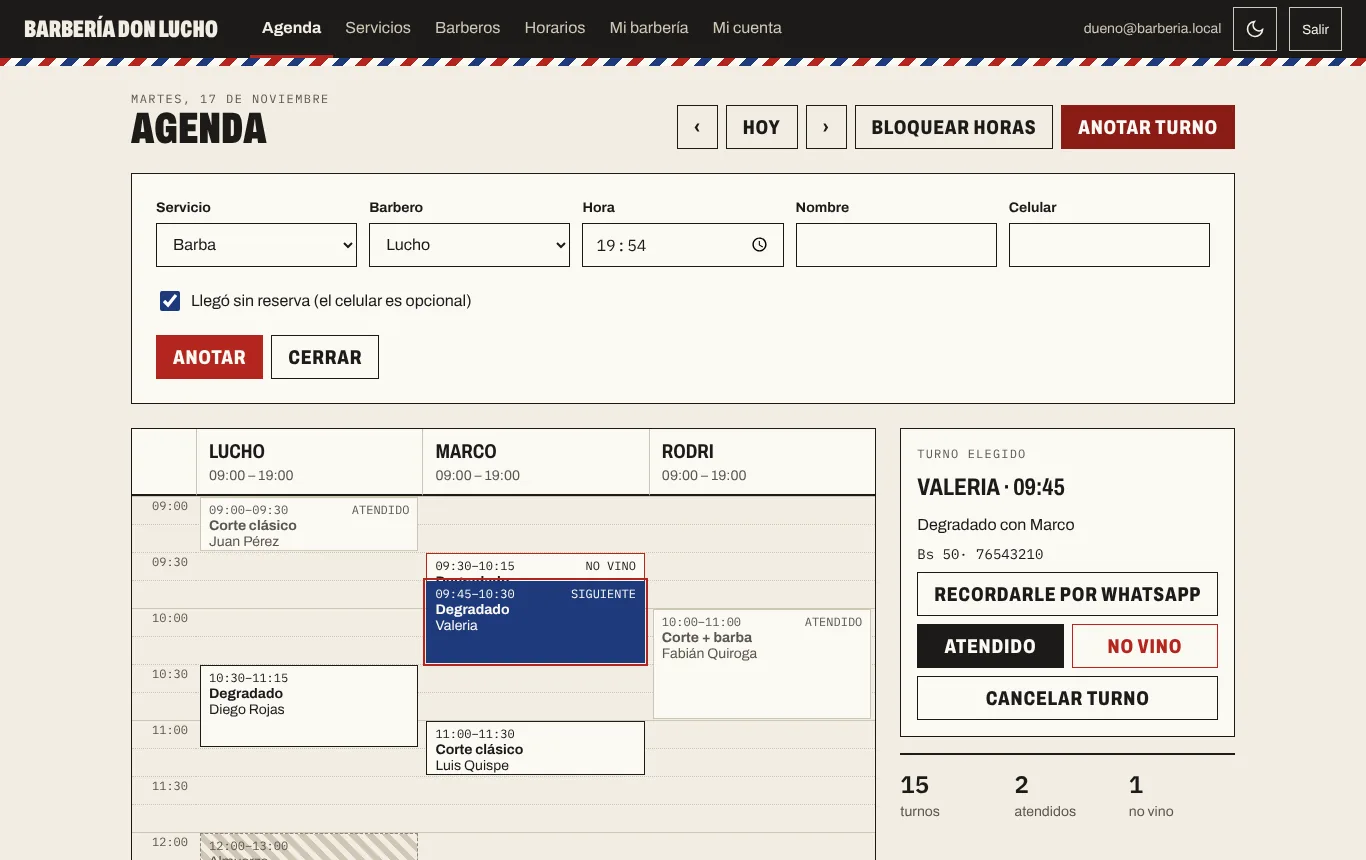 BARBERÍA DON LUCHO Agenda Servicios Barberos Horarios Mi barbería Mi cuenta dueno@barberia.local Salir
MARTES, 17 DE NOVIEMBRE
AGENDA
‹ HOY › BLOQUEAR HORAS ANOTAR TURNO
Servicio Barbero Hora Nombre Celular
Barba Lucho 19:54
Llegó sin reserva (el celular es opcional)
ANOTAR CERRAR
LUCHO MARCO RODRI
09:00 – 19:00 09:00 – 19:00 09:00 – 19:00
09:00
09:00–09:30 ATENDIDO
Corte clásico
Juan Pérez
09:30
09:30–10:15 NO VINO
Degradado
09:45–10:30 SIGUIENTE
Degradado
Valeria
10:00
10:00–11:00 ATENDIDO
Corte + barba
Fabián Quiroga
10:30
10:30–11:15
Degradado
Diego Rojas
11:00
11:00–11:30
Corte clásico
Luis Quispe
11:30
12:00
12:00–13:00
Almuerzo
TURNO ELEGIDO
VALERIA · 09:45
Degradado con Marco
Bs 50· 76543210
RECORDARLE POR WHATSAPP
ATENDIDO NO VINO
CANCELAR TURNO
15 2 1
turnos atendidos no vino